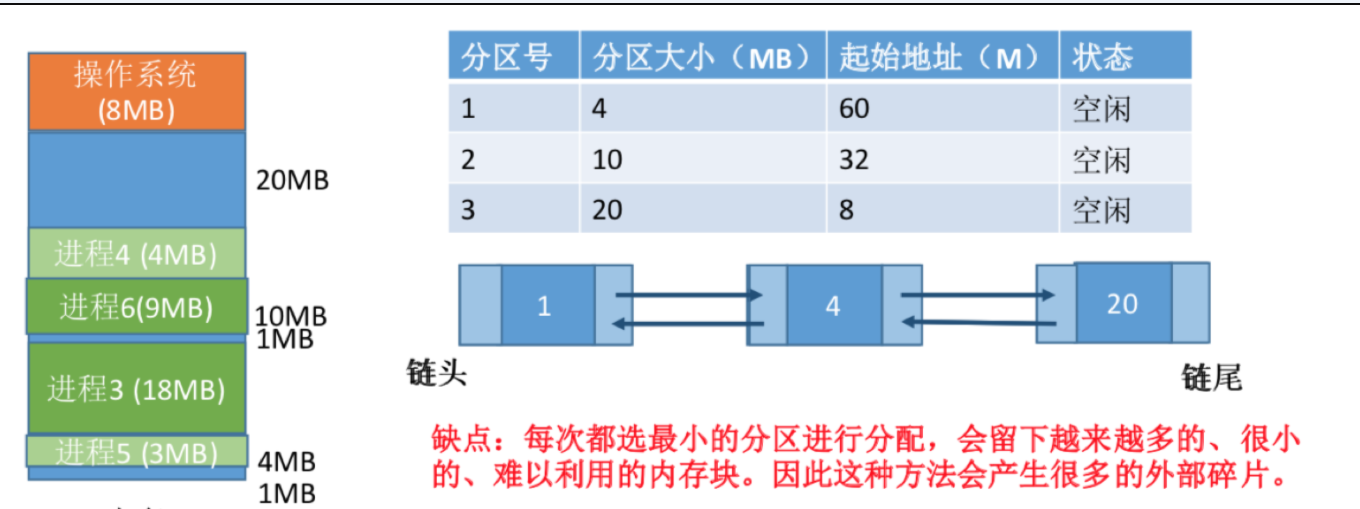 操作系统
(8MB)
20MB
进程4 (4MB)
进程6(9MB)
10MB
1MB
进程3 (18MB)
进程5 (3MB)
4MB
1MB
分区号 分区大小（MB） 起始地址（M） 状态
1 4 60 空闲
2 10 32 空闲
3 20 8 空闲
1 4 20
链头
链尾
缺点：每次都选最小的分区进行分配，会留下越来越多的、很小
的、难以利用的内存块。因此这种方法会产生很多的外部碎片。